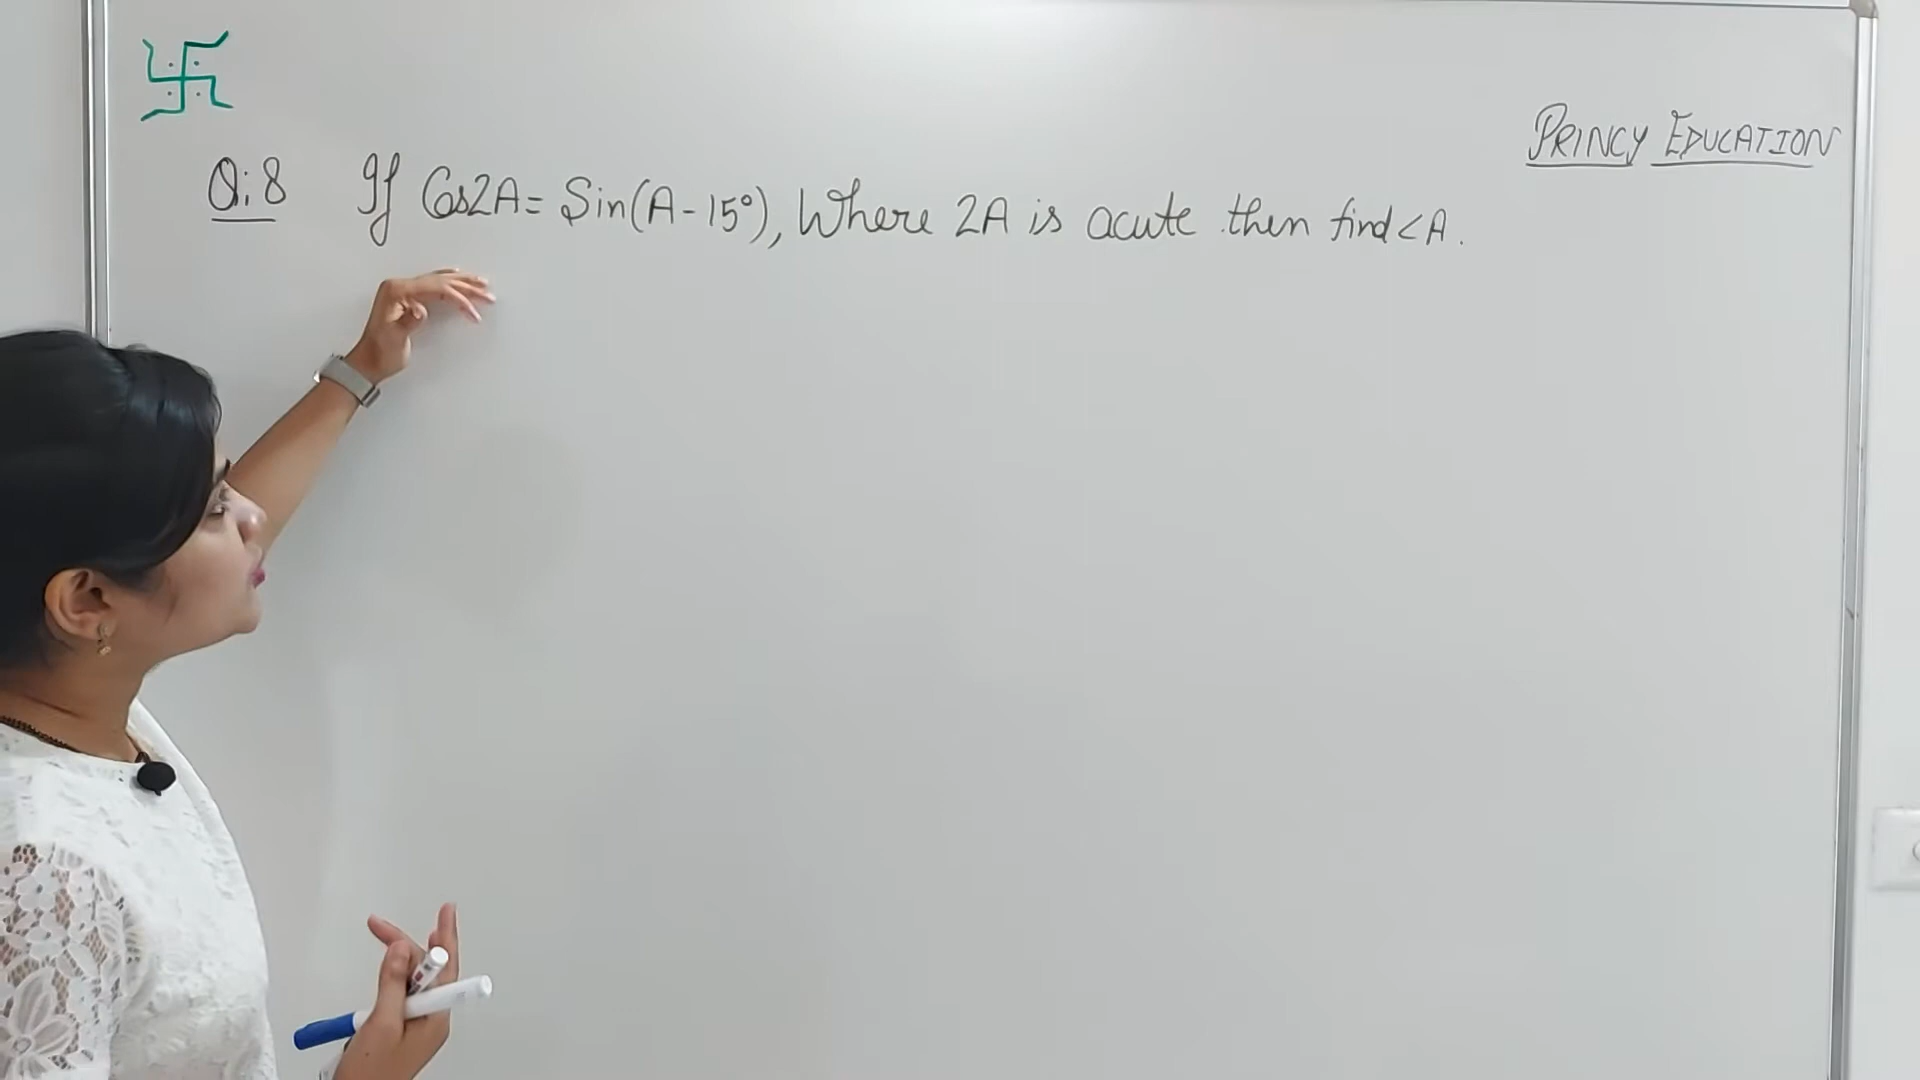 PRINCY EDUCATION
Q:8 If Cos2A = Sin(A-15°), Where 2A is acute then find <A.